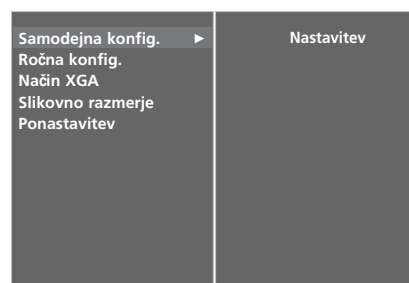 Samodejna konfig. ►
Ročna konfig.
Način XGA
Slikovno razmerje
Ponastavitev
Nastavitev